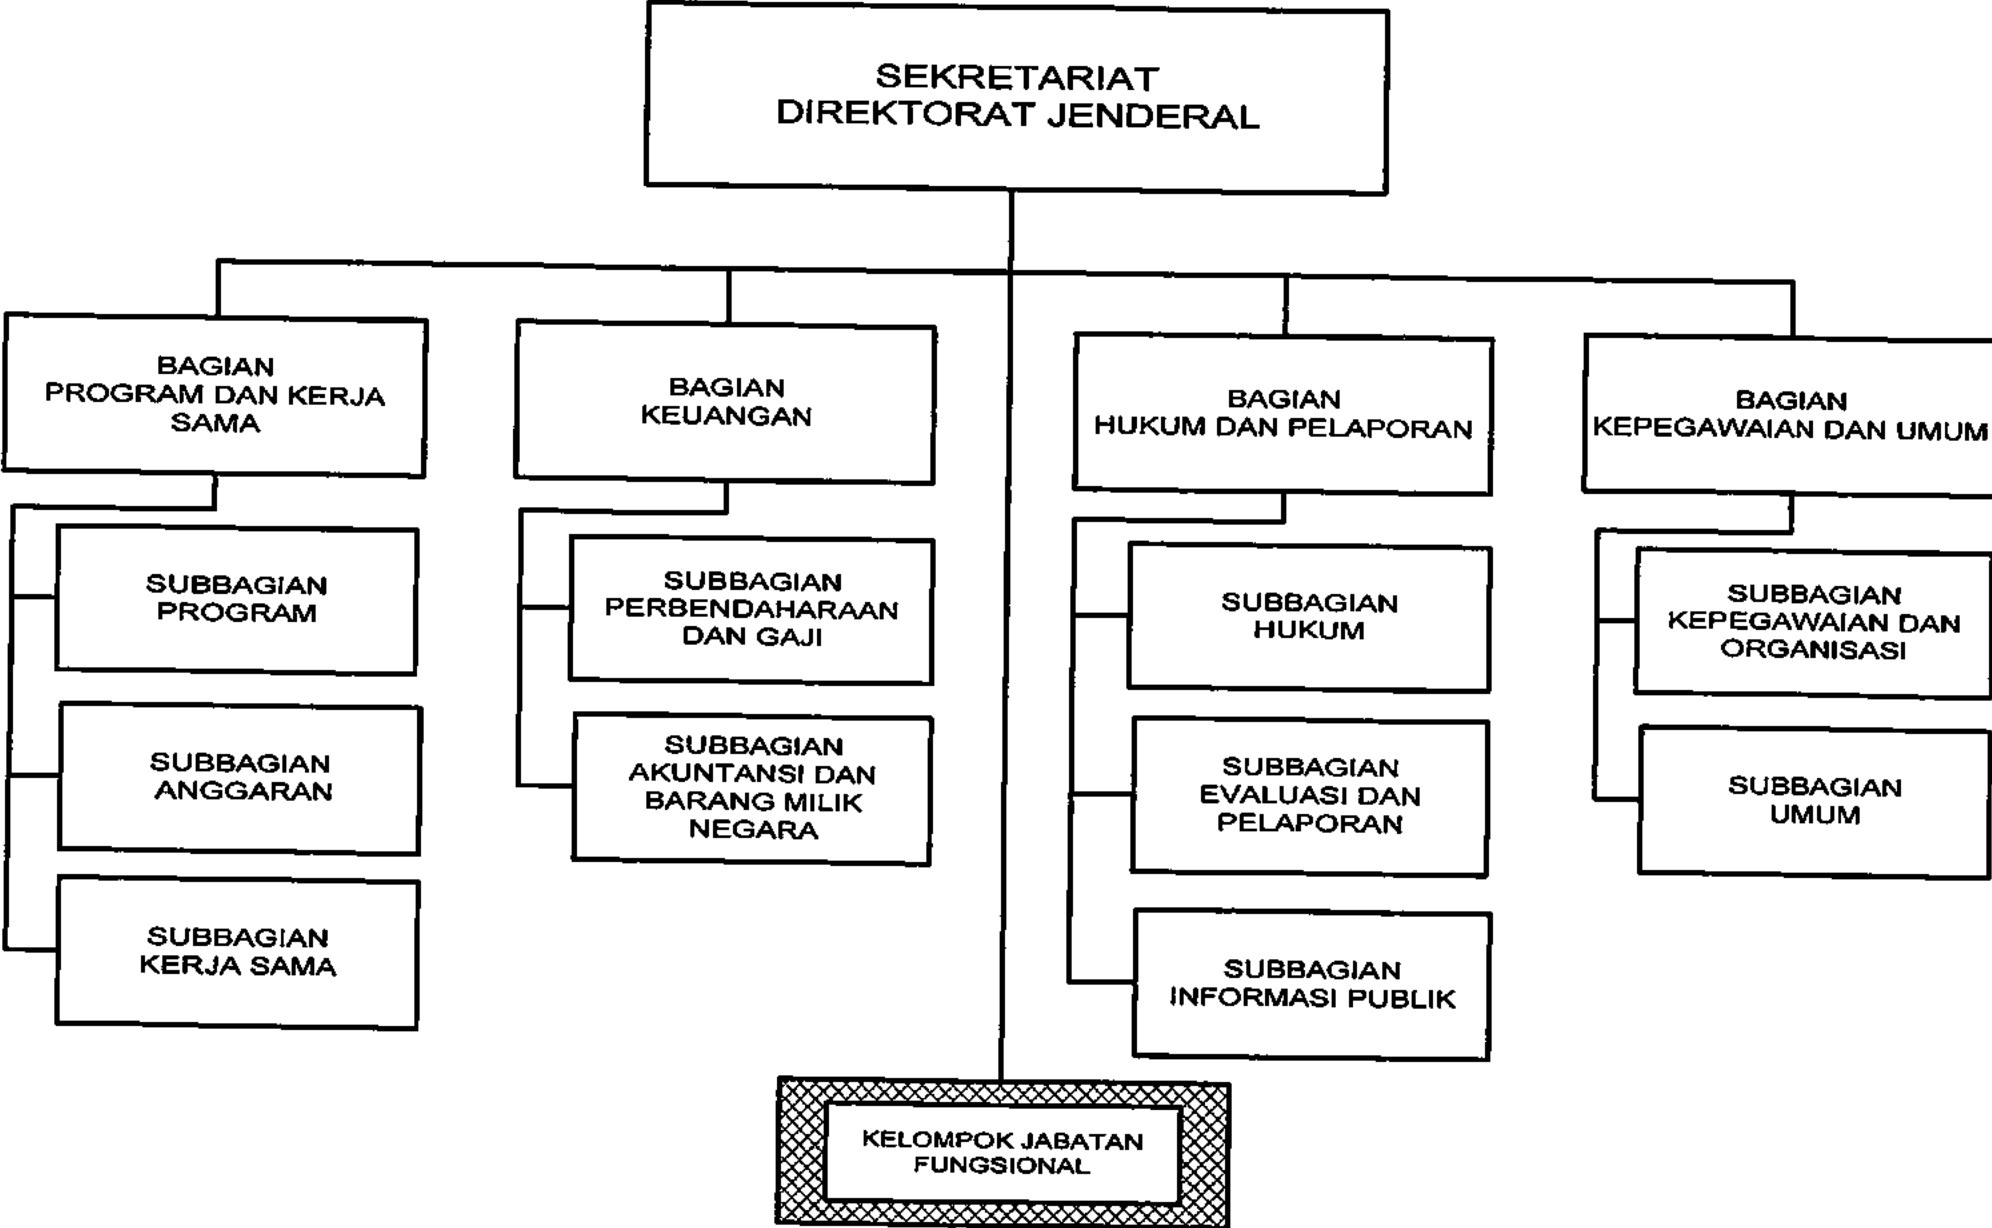 SEKRETARIAT
DIREKTORAT JENDERAL
BAGIAN
PROGRAM DAN KERJA
SAMA
BAGIAN
KEUANGAN
BAGIAN
HUKUM DAN PELAPORAN
BAGIAN
KEPEGAWAIAN DAN UMUM
SUBBAGIAN
PROGRAM
SUBBAGIAN
ANGGARAN
SUBBAGIAN
KERJA SAMA
SUBBAGIAN
PERBENDAHARAAN
DAN GAJI
SUBBAGIAN
AKUNTANSI DAN
BARANG MILIK
NEGARA
SUBBAGIAN
HUKUM
SUBBAGIAN
EVALUASI DAN
PELAPORAN
SUBBAGIAN
INFORMASI PUBLIK
SUBBAGIAN
KEPEGAWAIAN DAN
ORGANISASI
SUBBAGIAN
UMUM
KELOMPOK JABATAN
FUNGSIONAL